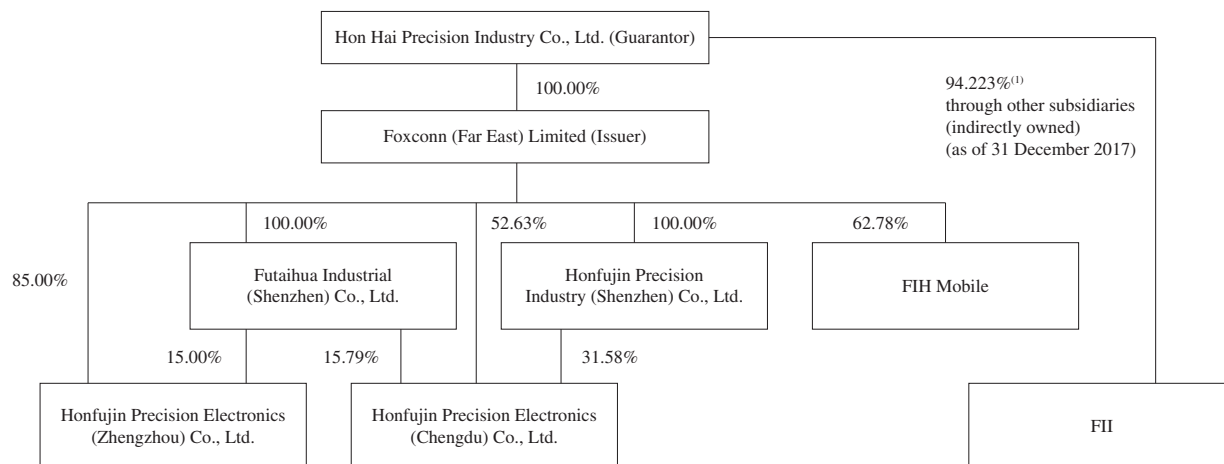 Hon Hai Precision Industry Co., Ltd. (Guarantor)
100.00%
94.223%(1)
through other subsidiaries
(indirectly owned)
(as of 31 December 2017)
Foxconn (Far East) Limited (Issuer)
100.00%
52.63%
100.00%
62.78%
85.00%
Futaihua Industrial
(Shenzhen) Co., Ltd.
Honfujin Precision
Industry (Shenzhen) Co., Ltd.
FIH Mobile
15.00%
15.79%
31.58%
Honfujin Precision Electronics
(Zhengzhou) Co., Ltd.
Honfujin Precision Electronics
(Chengdu) Co., Ltd.
FII